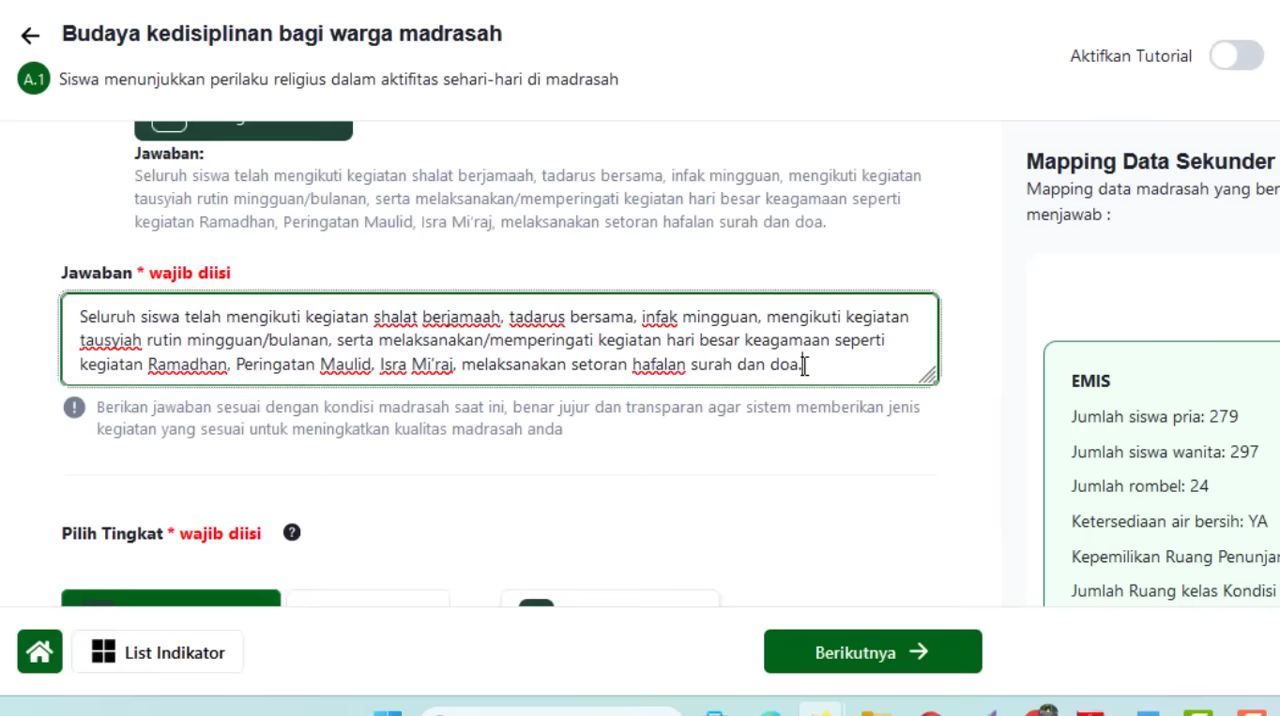 Budaya kedisiplinan bagi warga madrasah
Aktifkan Tutorial
A.1 Siswa menunjukkan perilaku religius dalam aktifitas sehari-hari di madrasah
Jawaban:
Seluruh siswa telah mengikuti kegiatan shalat berjamaah, tadarus bersama, infak mingguan, mengikuti kegiatan
tausyiah rutin mingguan/bulanan, serta melaksanakan/memperingati kegiatan hari besar keagamaan seperti
kegiatan Ramadhan, Peringatan Maulid, Isra Mi'raj, melaksanakan setoran hafalan surah dan doa.
Jawaban * wajib diisi
Seluruh siswa telah mengikuti kegiatan shalat berjamaah, tadarus bersama, infak mingguan, mengikuti kegiatan
tausyiah rutin mingguan/bulanan, serta melaksanakan/memperingati kegiatan hari besar keagamaan seperti
kegiatan Ramadhan, Peringatan Maulid, Isra Mi'raj, melaksanakan setoran hafalan surah dan doa.
Berikan jawaban sesuai dengan kondisi madrasah saat ini, benar jujur dan transparan agar sistem memberikan jenis
kegiatan yang sesuai untuk meningkatkan kualitas madrasah anda
Pilih Tingkat * wajib diisi
Mapping Data Sekunder
Mapping data madrasah yang ber
menjawab :
EMIS
Jumlah siswa pria: 279
Jumlah siswa wanita: 297
Jumlah rombel: 24
Ketersediaan air bersih: YA
Kepemilikan Ruang Penunjan
Jumlah Ruang kelas Kondisi
List Indikator
Berikutnya